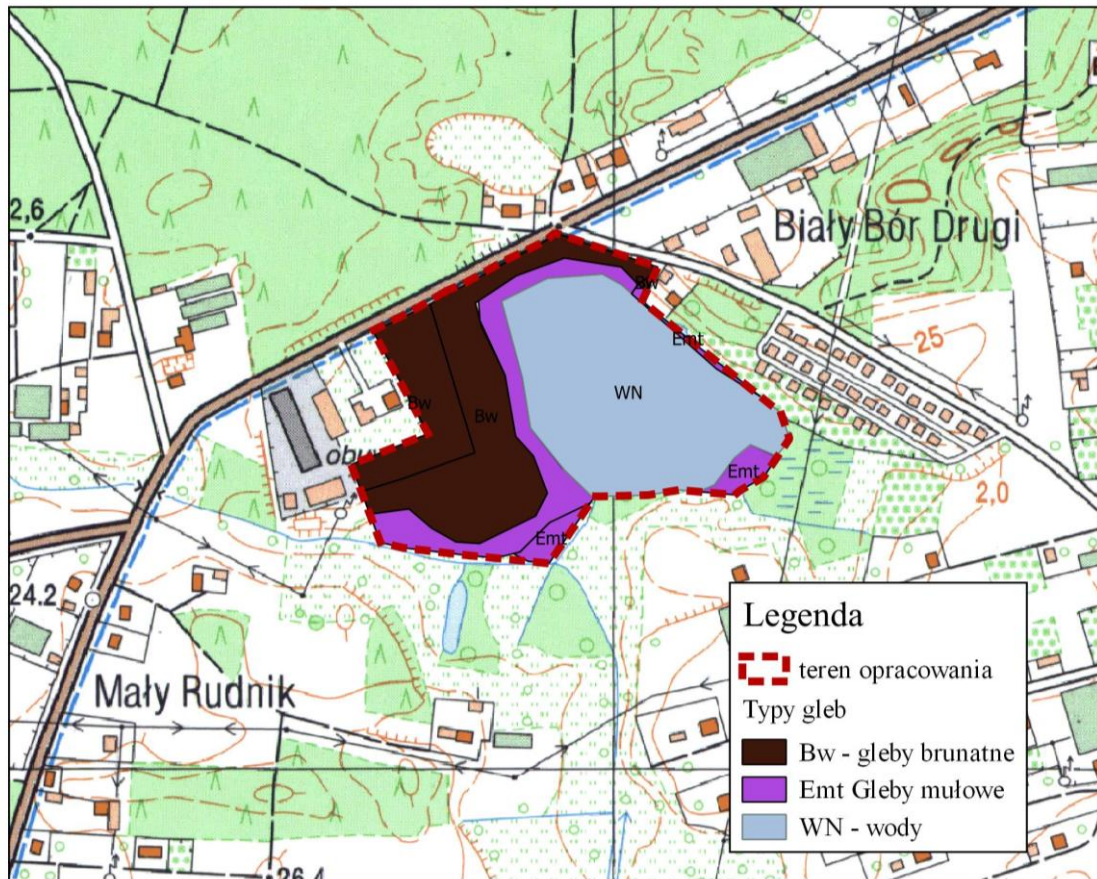 2,6
Biały Bór Drugi
Bw
Emt
25
WN
Bw
Bw
Emt
2,0
Emt
24.2
Mały Rudnik
26,4
Legenda
teren opracowania
Typy gleb
Bw - gleby brunatne
Emt Gleby mułowe
WN - wody